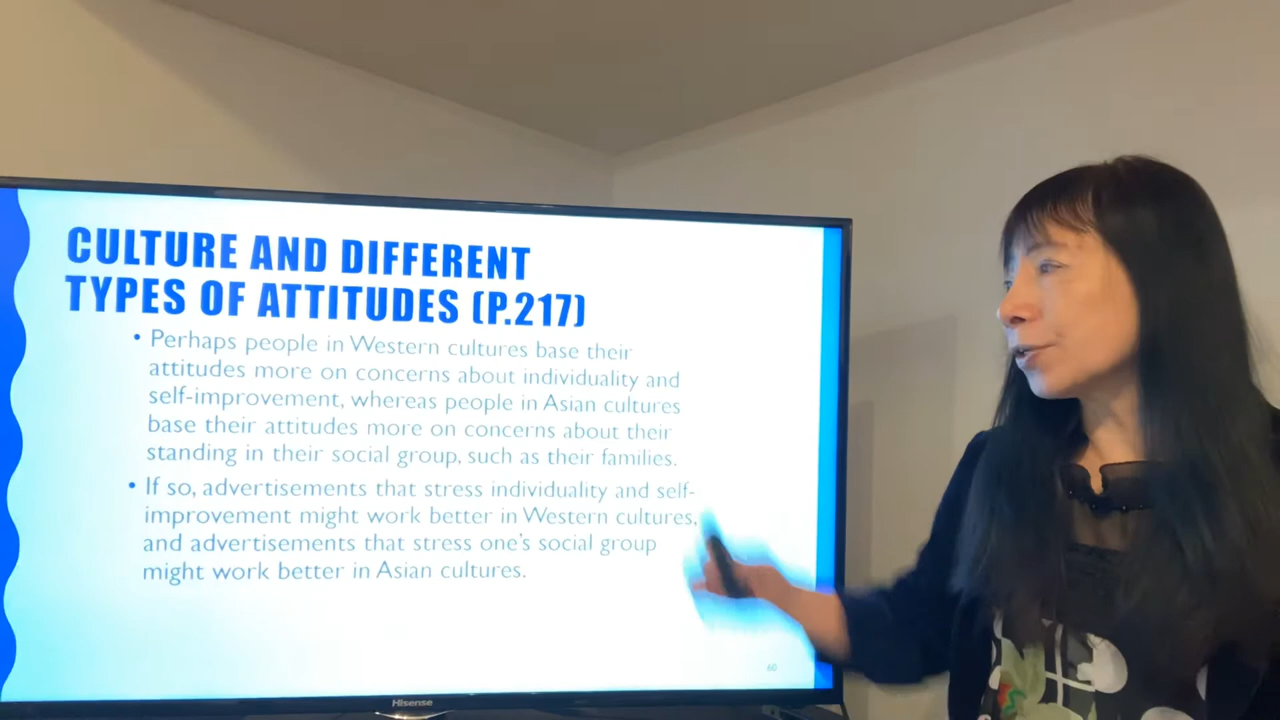 CULTURE AND DIFFERENT
TYPES OF ATTITUDES (P.217)
• Perhaps people in Western cultures base their
attitudes more on concerns about individuality and
self-improvement, whereas people in Asian cultures
base their attitudes more on concerns about their
standing in their social group, such as their families.
• If so, advertisements that stress individuality and self-
improvement might work better in Western cultures,
and advertisements that stress one's social group
might work better in Asian cultures.
60
Hisense